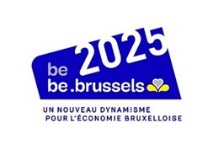 2025
be
be.brussels
UN NOUVEAU DYNAMISME
POUR L'ÉCONOMIE BRUXELLOISE